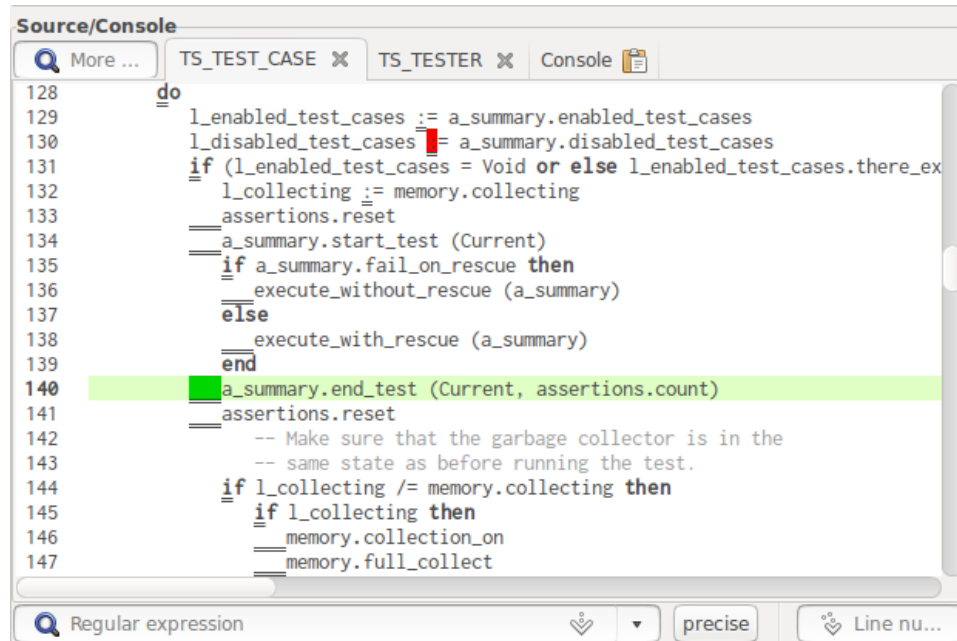 Source/Console
More ... TS_TEST_CASE TS_TESTER Console
128 do
129 l_enabled_test_cases := a_summary.enabled_test_cases
130 l_disabled_test_cases := a_summary.disabled_test_cases
131 if (l_enabled_test_cases = Void or else l_enabled_test_cases.there_ex
132 l_collecting := memory.collecting
133 assertions.reset
134 a_summary.start_test (Current)
135 if a_summary.fail_on_rescue then
136 execute_without_rescue (a_summary)
137 else
138 execute_with_rescue (a_summary)
139 end
140 a_summary.end_test (Current, assertions.count)
141 assertions.reset
142 -- Make sure that the garbage collector is in the
143 -- same state as before running the test.
144 if l_collecting /= memory.collecting then
145 if l_collecting then
146 memory.collection_on
147 memory.full_collect
Regular expression precise Line nu...